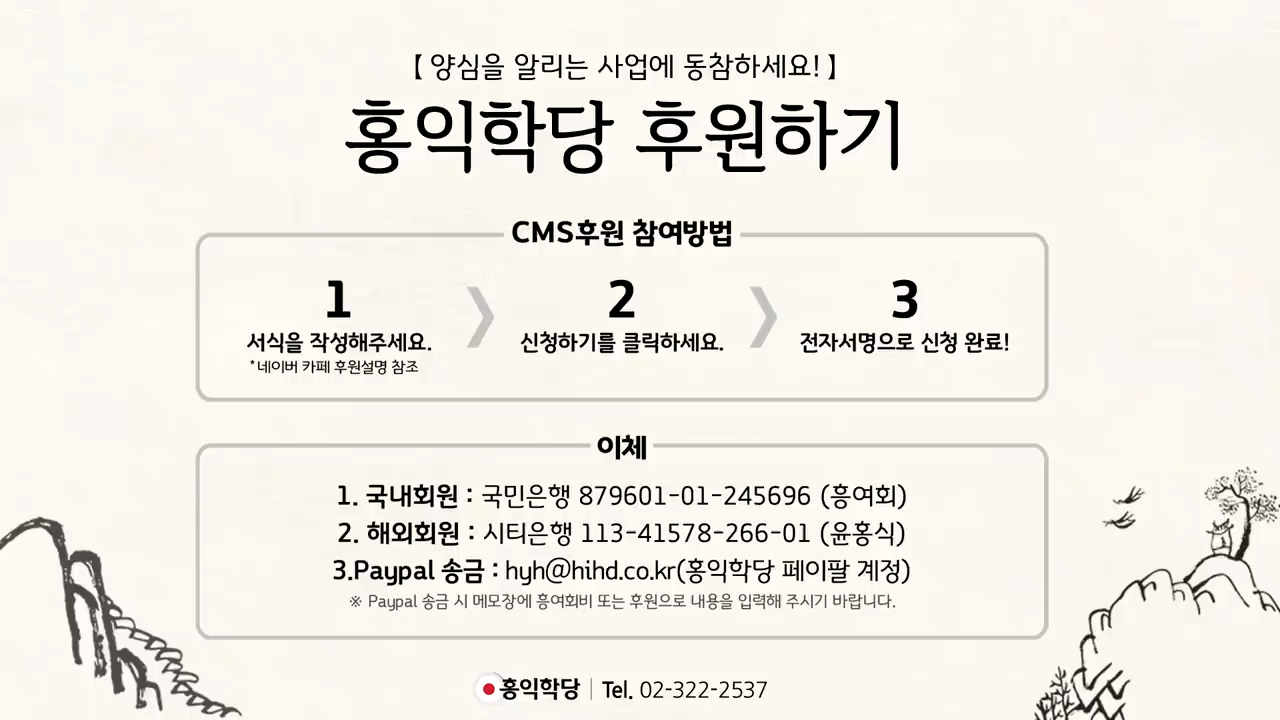 【 양심을 알리는 사업에 동참하세요! 】
홍익학당 후원하기
CMS후원 참여방법
1
서식을 작성해주세요.
*네이버 카페 후원설명 참조
2
신청하기를 클릭하세요.
3
전자서명으로 신청 완료!
이체
1. 국내회원 : 국민은행 879601-01-245696 (흥여회)
2. 해외회원 : 시티은행 113-41578-266-01 (윤홍식)
3.Paypal 송금 : hyh@hihd.co.kr(홍익학당 페이팔 계정)
※ Paypal 송금 시 메모장에 흥여회비 또는 후원으로 내용을 입력해 주시기 바랍니다.
홍익학당 | Tel. 02-322-2537